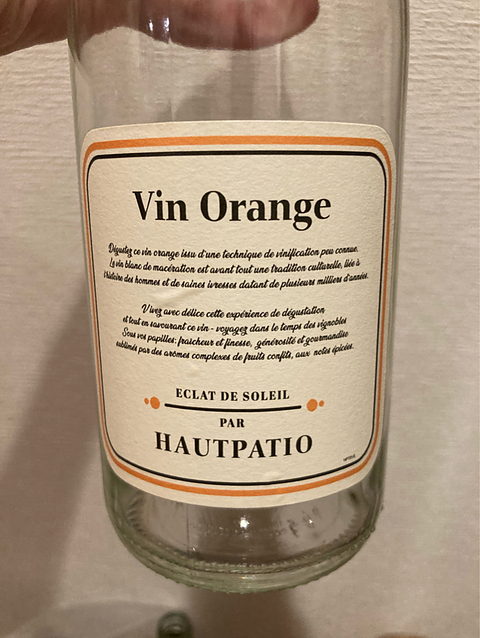 Vin Orange
Dégustez ce vin orange issu d'une technique de vinification peu connue.
Le vin blanc de macération est avant tout une tradition culturelle, liée à
l'histoire des hommes et de saines ivresses datant de plusieurs milliers d'années.
Vivez avec délice cette expérience de dégustation
et tout en savourant ce vin - voyagez dans le temps des vignobles
Sous vos papilles: fraicheur et finesse, générosité et gourmandise
sublimés par des arômes complexes de fruits confits, aux notes épicées.
ECLAT DE SOLEIL
PAR
HAUTPATIO